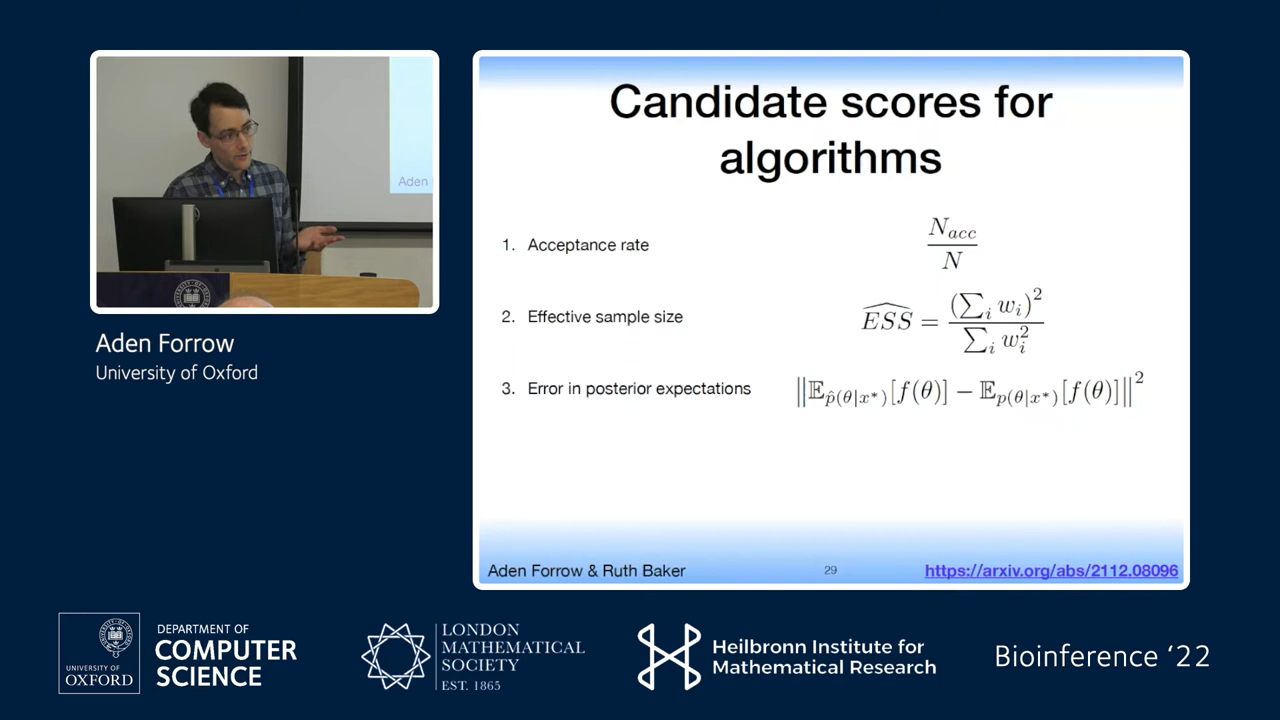 Candidate scores for
algorithms
1. Acceptance rate
N_acc / N
2. Effective sample size
\widehat{ESS} = (∑_i w_i)^2 / ∑_i w_i^2
3. Error in posterior expectations
‖𝔼_{p̂(θ|x*)}[f(θ)] − 𝔼_{p(θ|x*)}[f(θ)]‖^2
Aden Forrow & Ruth Baker
29
https://arxiv.org/abs/2112.08096
Aden
Aden Forrow
University of Oxford
UNIVERSITY OF
OXFORD
DEPARTMENT OF
COMPUTER
SCIENCE
LONDON
MATHEMATICAL
SOCIETY
EST. 1865
Heilbronn Institute for
Mathematical Research
Bioinference ‘22